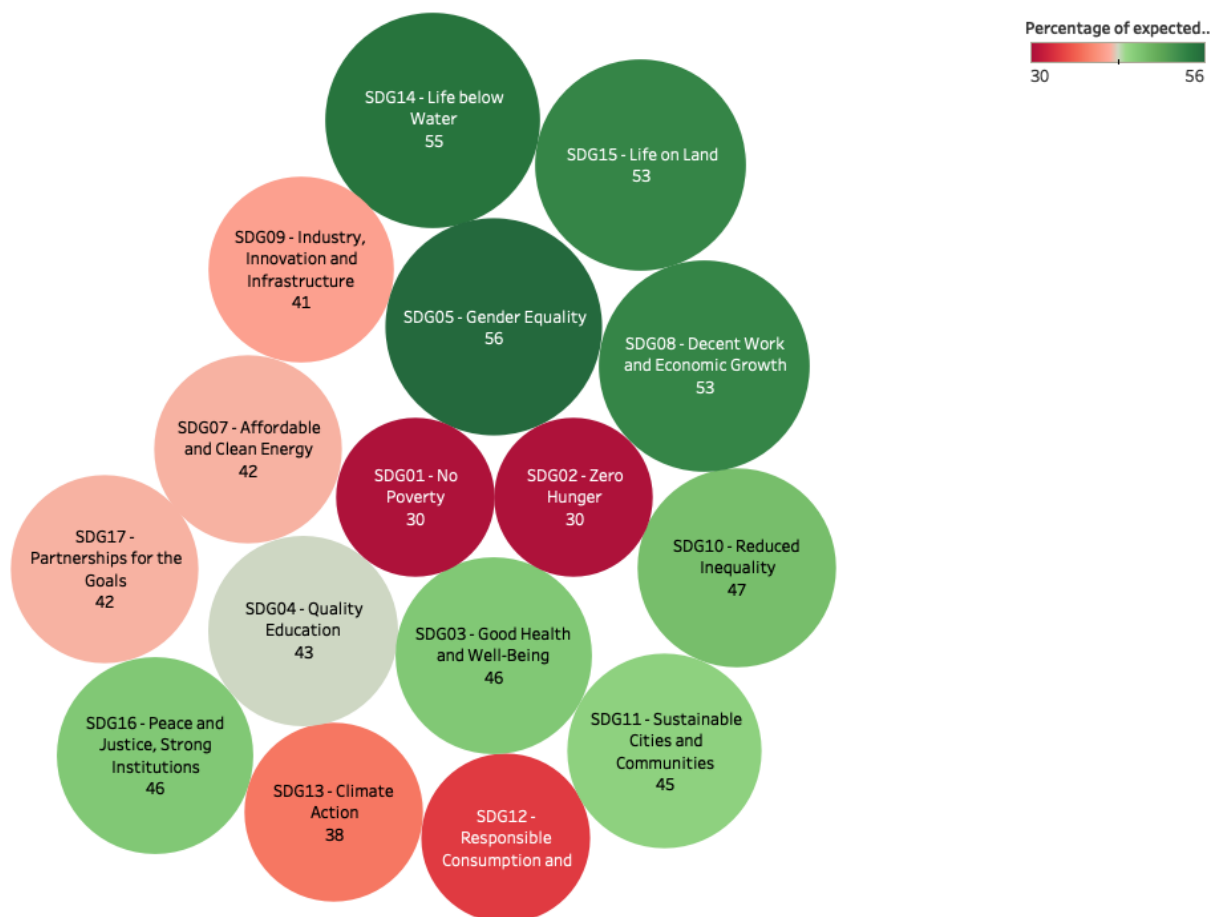 Percentage of expected..
30 56
SDG14 - Life below
Water
55
SDG15 - Life on Land
53
SDG09 - Industry,
Innovation and
Infrastructure
41
SDG05 - Gender Equality
56
SDG08 - Decent Work
and Economic Growth
53
SDG07 - Affordable
and Clean Energy
42
SDG01 - No
Poverty
30
SDG02 - Zero
Hunger
30
SDG17 -
Partnerships for the
Goals
42
SDG10 - Reduced
Inequality
47
SDG04 - Quality
Education
43
SDG03 - Good Health
and Well-Being
46
SDG16 - Peace and
Justice, Strong
Institutions
46
SDG11 - Sustainable
Cities and
Communities
45
SDG13 - Climate
Action
38
SDG12 -
Responsible
Consumption and